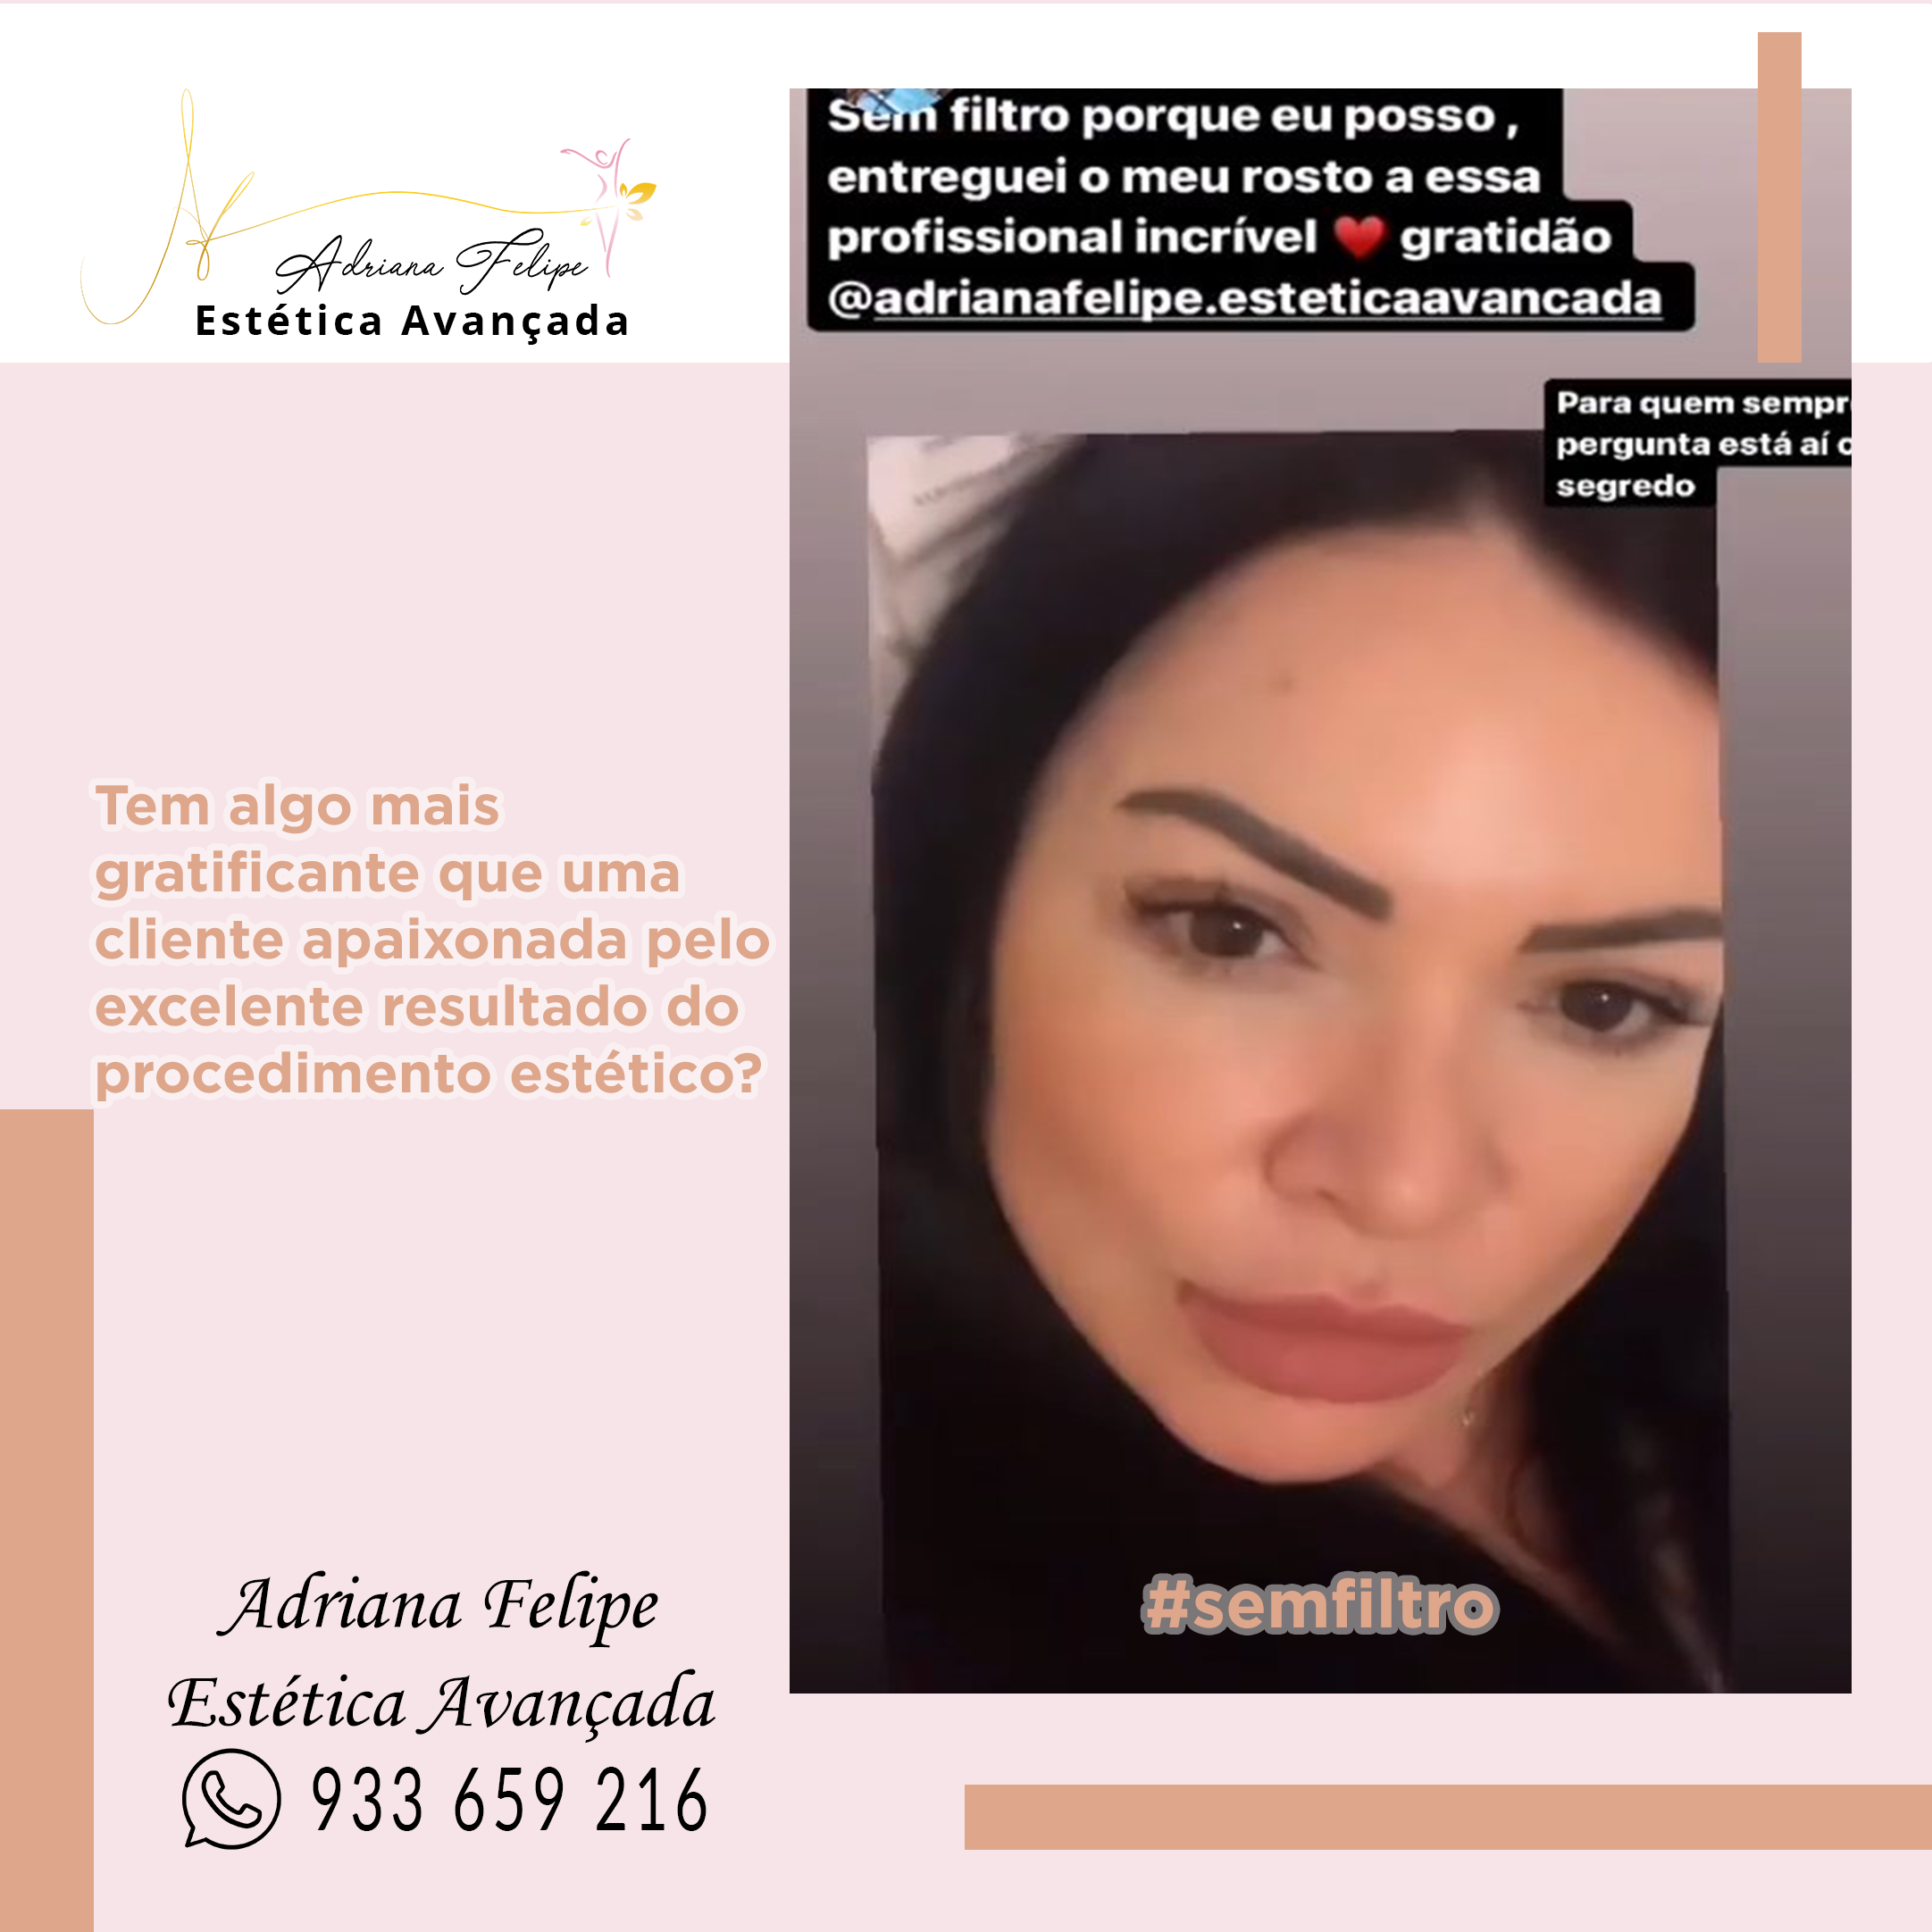 Adriana Felipe
Estética Avançada
Sem filtro porque eu posso ,
entreguei o meu rosto a essa
profissional incrível ❤️ gratidão
@adrianafelipe.esteticaavancada
Para quem sempr
pergunta está aí o
segredo
Tem algo mais
gratificante que uma
cliente apaixonada pelo
excelente resultado do
procedimento estético?
#semfiltro
Adriana Felipe
Estética Avançada
933 659 216